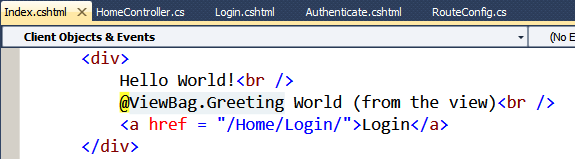 Index.cshtml HomeController.cs Login.cshtml Authenticate.cshtml RouteConfig.cs
Client Objects & Events (No E
<div>
Hello World!<br />
@ViewBag.Greeting World (from the view)<br />
<a href = "/Home/Login/">Login</a>
</div>